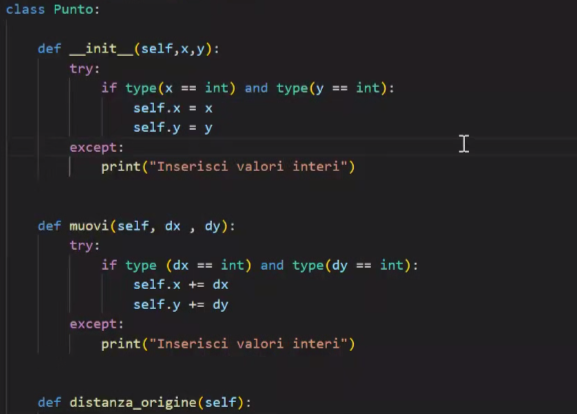 class Punto:
def __init__(self,x,y):
try:
if type(x == int) and type(y == int):
self.x = x
self.y = y
except:
print("Inserisci valori interi")
def muovi(self, dx , dy):
try:
if type (dx == int) and type(dy == int):
self.x += dx
self.y += dy
except:
print("Inserisci valori interi")
def distanza_origine(self):